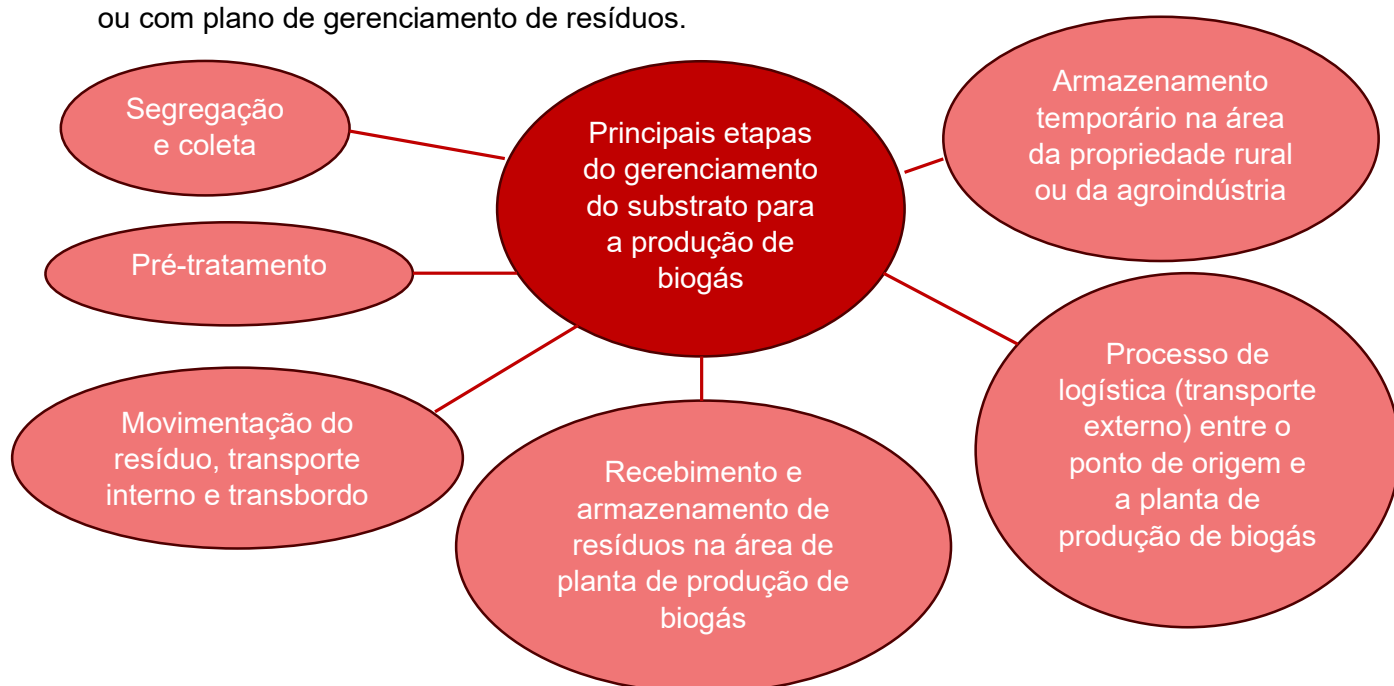 ou com plano de gerenciamento de resíduos.
Segregação
e coleta
Principais etapas
do gerenciamento
do substrato para
a produção de
biogás
Armazenamento
temporário na área
da propriedade rural
ou da agroindústria
Pré-tratamento
Movimentação do
resíduo, transporte
interno e transbordo
Recebimento e
armazenamento de
resíduos na área de
planta de produção de
biogás
Processo de
logística (transporte
externo) entre o
ponto de origem e
a planta de
produção de biogás